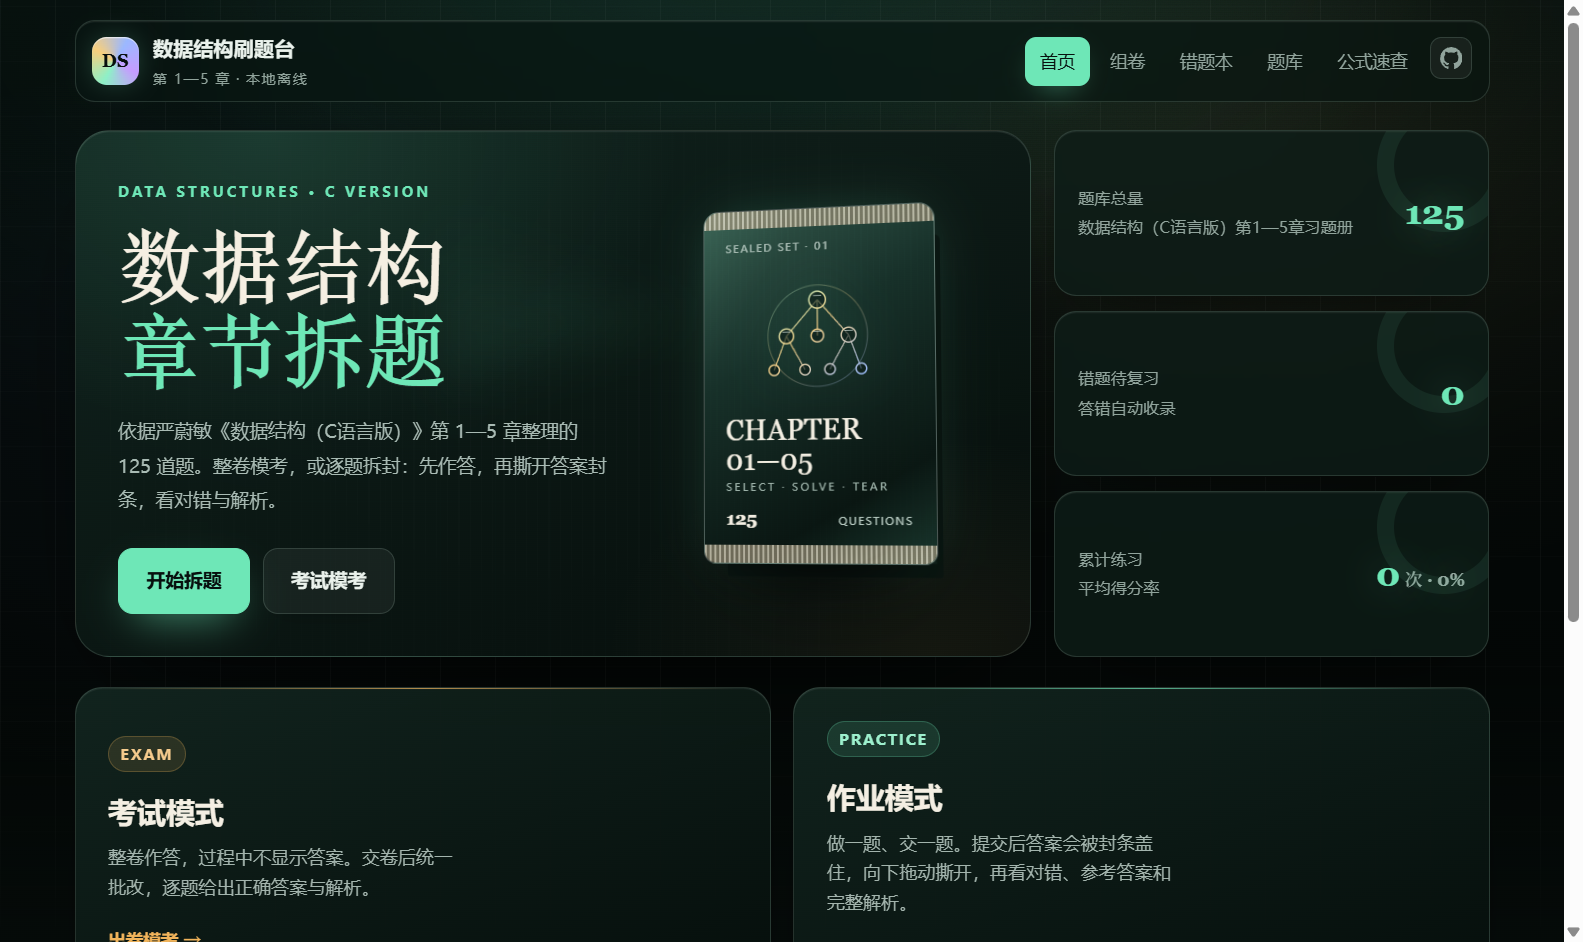 DS
数据结构刷题台
第 1—5 章 · 本地离线
首页
组卷
错题本
题库
公式速查
DATA STRUCTURES • C VERSION
数据结构
章节拆题
依据严蔚敏《数据结构（C语言版）》第 1—5 章整理的
125 道题。整卷模考，或逐题拆封：先作答，再撕开答案封
条，看对错与解析。
开始拆题
考试模考
SEALED SET · 01
CHAPTER
01—05
SELECT · SOLVE · TEAR
125
QUESTIONS
题库总量
数据结构（C语言版）第1—5章习题册
125
错题待复习
答错自动收录
0
累计练习
平均得分率
0 次 · 0%
EXAM
考试模式
整卷作答，过程中不显示答案。交卷后统一
批改，逐题给出正确答案与解析。
出卷模考 →
PRACTICE
作业模式
做一题、交一题。提交后答案会被封条盖
住，向下拖动撕开，再看对错、参考答案和
完整解析。